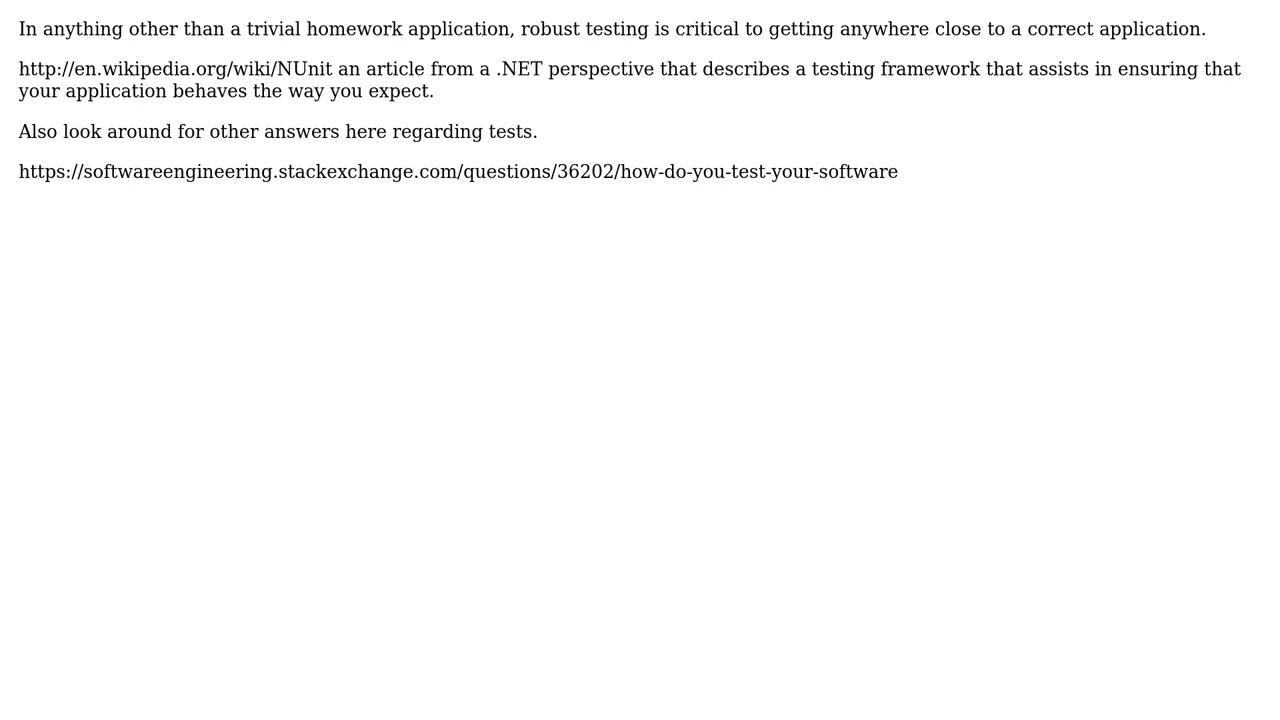 In anything other than a trivial homework application, robust testing is critical to getting anywhere close to a correct application.
http://en.wikipedia.org/wiki/NUnit an article from a .NET perspective that describes a testing framework that assists in ensuring that
your application behaves the way you expect.
Also look around for other answers here regarding tests.
https://softwareengineering.stackexchange.com/questions/36202/how-do-you-test-your-software